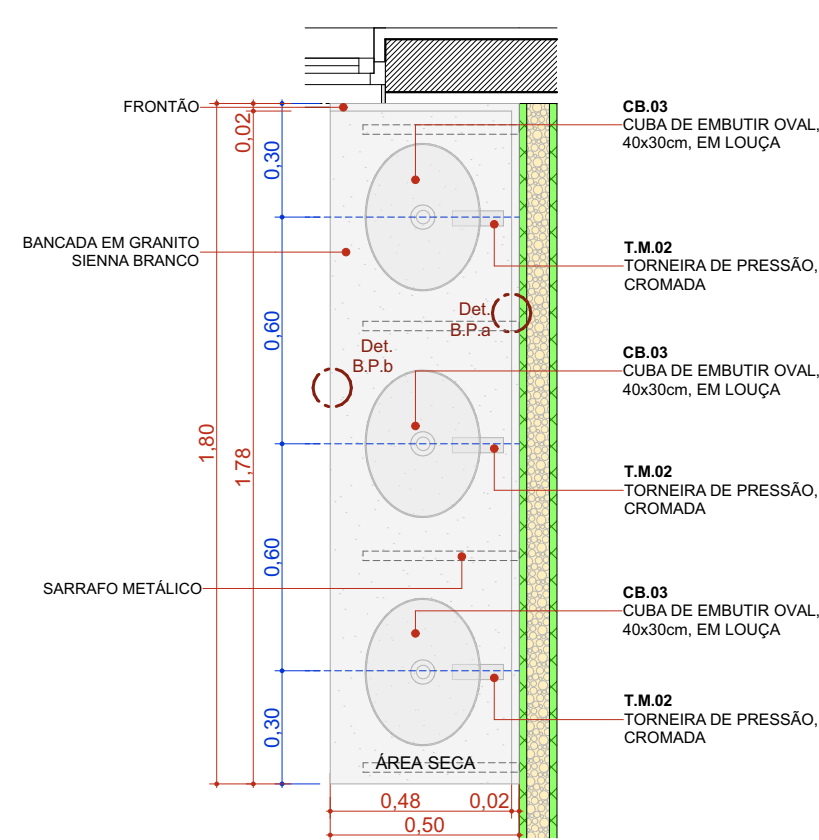 FRONTÃO
0,02
0,30
CB.03
CUBA DE EMBUTIR OVAL,
40x30cm, EM LOUÇA
BANCADA EM GRANITO
SIENNA BRANCO
T.M.02
TORNEIRA DE PRESSÃO,
CROMADA
Det.
B.P.a
0,60
Det.
B.P.b
CB.03
CUBA DE EMBUTIR OVAL,
40x30cm, EM LOUÇA
1,80
1,78
T.M.02
TORNEIRA DE PRESSÃO,
CROMADA
0,60
SARRAFO METÁLICO
CB.03
CUBA DE EMBUTIR OVAL,
40x30cm, EM LOUÇA
0,30
T.M.02
TORNEIRA DE PRESSÃO,
CROMADA
ÁREA SECA
0,48
0,02
0,50